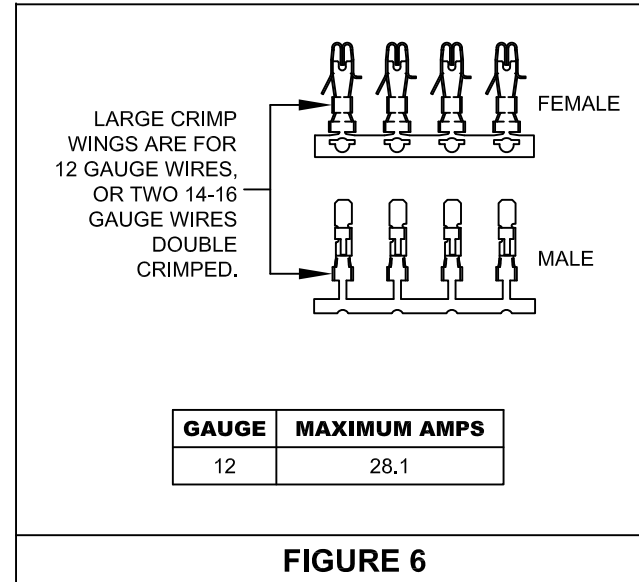 LARGE CRIMP
WINGS ARE FOR
12 GAUGE WIRES,
OR TWO 14-16
GAUGE WIRES
DOUBLE
CRIMPED.
FEMALE
MALE
GAUGE MAXIMUM AMPS
12 28.1
FIGURE 6